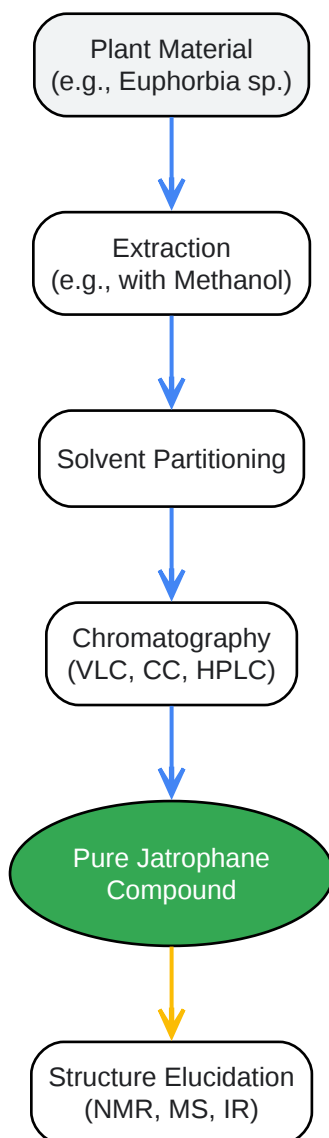 Plant Material
(e.g., Euphorbia sp.)
Extraction
(e.g., with Methanol)
Solvent Partitioning
Chromatography
(VLC, CC, HPLC)
Pure Jatrophane
Compound
Structure Elucidation
(NMR, MS, IR)